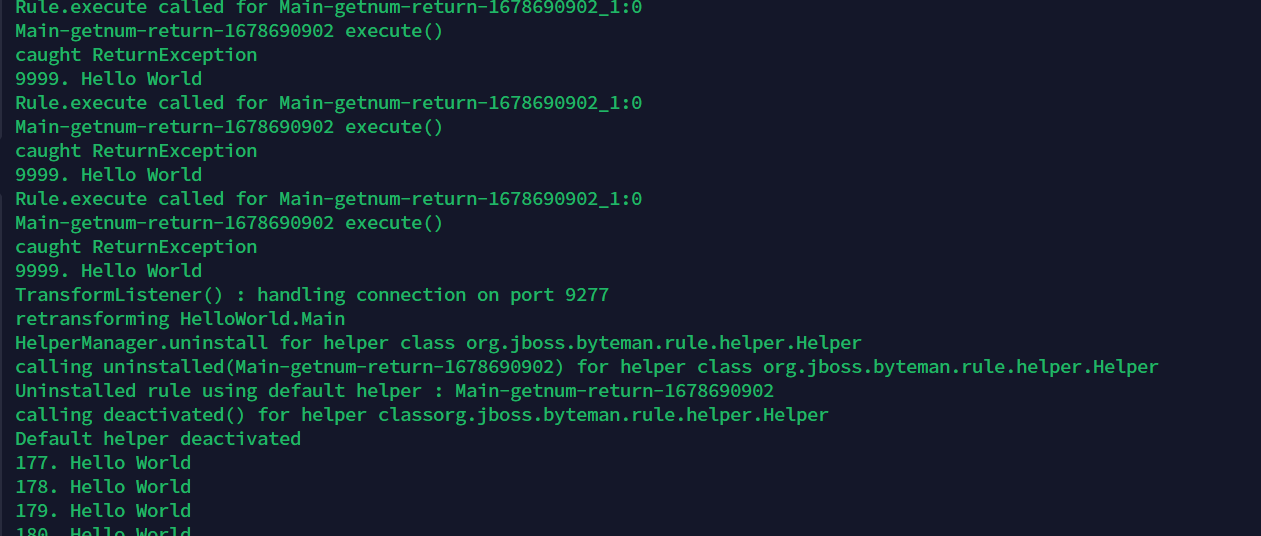 Rule.execute called for Main-getnum-return-1678690902_1:0
Main-getnum-return-1678690902 execute()
caught ReturnException
9999. Hello World
Rule.execute called for Main-getnum-return-1678690902_1:0
Main-getnum-return-1678690902 execute()
caught ReturnException
9999. Hello World
Rule.execute called for Main-getnum-return-1678690902_1:0
Main-getnum-return-1678690902 execute()
caught ReturnException
9999. Hello World
TransformListener() : handling connection on port 9277
retransforming HelloWorld.Main
HelperManager.uninstall for helper class org.jboss.byteman.rule.helper.Helper
calling uninstalled(Main-getnum-return-1678690902) for helper class org.jboss.byteman.rule.helper.Helper
Uninstalled rule using default helper : Main-getnum-return-1678690902
calling deactivated() for helper classorg.jboss.byteman.rule.helper.Helper
Default helper deactivated
177. Hello World
178. Hello World
179. Hello World
180. Hello World